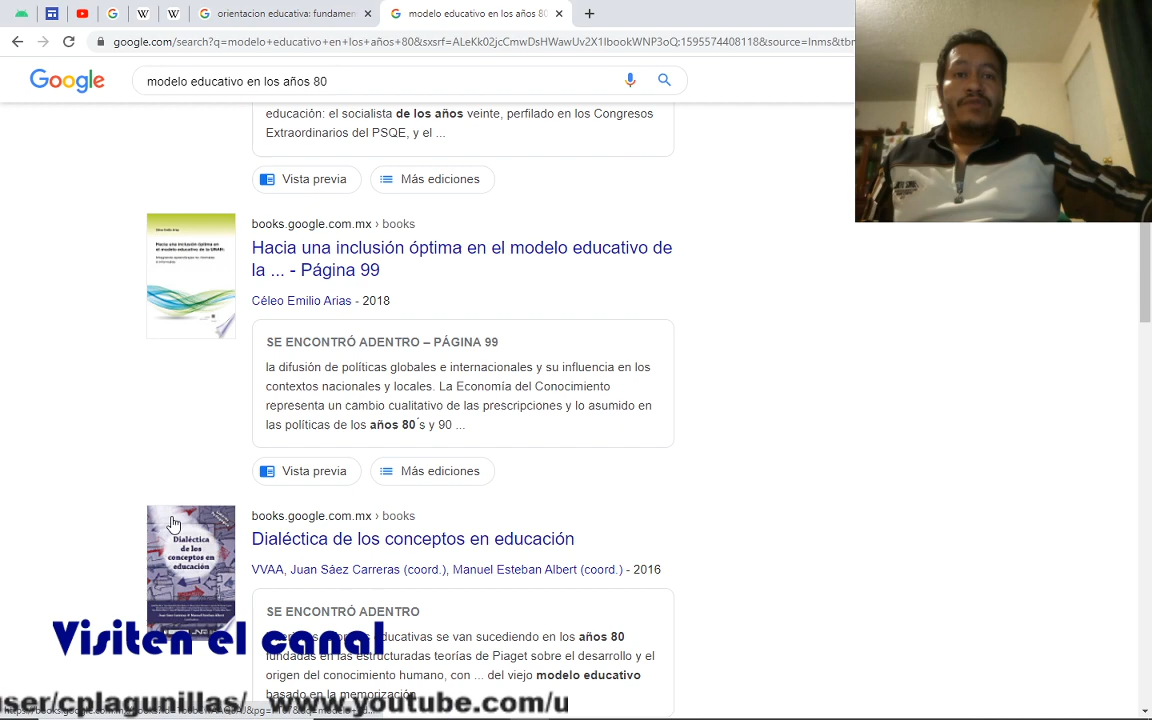 orientacion educativa: fundamen
modelo educativo en los años 80
google.com/search?q=modelo+educativo+en+los+años+80&sxsrf=ALeKk02jcCmwDsHWawUv2X1IbookWNP3oQ:1595574408118&source=lnms&tbr
Google
modelo educativo en los años 80
educación: el socialista de los años veinte, perfilado en los Congresos
Extraordinarios del PSQE, y el ...
Vista previa
Más ediciones
books.google.com.mx › books
Hacia una inclusión óptima en el modelo educativo de
la ... - Página 99
Céleo Emilio Arias - 2018
SE ENCONTRÓ ADENTRO – PÁGINA 99
la difusión de políticas globales e internacionales y su influencia en los
contextos nacionales y locales. La Economía del Conocimiento
representa un cambio cualitativo de las prescripciones y lo asumido en
las políticas de los años 80´s y 90 ...
Vista previa
Más ediciones
books.google.com.mx › books
Dialéctica de los conceptos en educación
VVAA, Juan Sáez Carreras (coord.), Manuel Esteban Albert (coord.) - 2016
Dialéctica
de los
conceptos en
educación
SE ENCONTRÓ ADENTRO
educativas se van sucediendo en los años 80
fundadas en las estructuradas teorías de Piaget sobre el desarrollo y el
origen del conocimiento humano, con ... del viejo modelo educativo
basado en la memorización
Visiten el canal
user/cplagunillas/ www.youtube.com/u